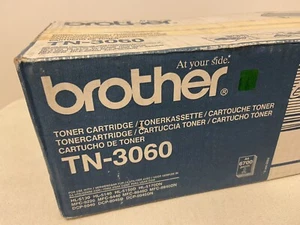 TN-3060
At your side.
brother
TONER CARTRIDGE / TONERKASSETTE / CARTOUCHE TONER
TONERCARTRIDGE / CARTUCCIA TONER / CARTUCHO TONER
CARTUCHO DE TONER
TN-3060
6700